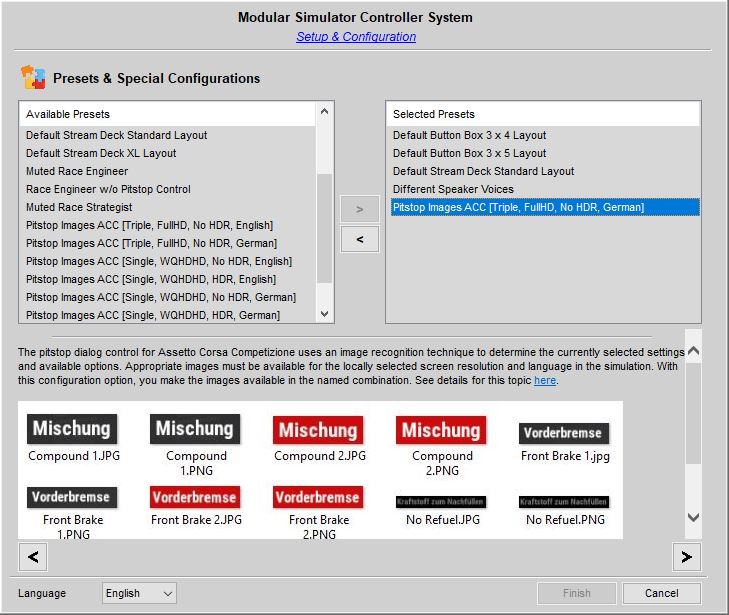 Modular Simulator Controller System
Setup & Configuration
Presets & Special Configurations
Available Presets
Default Stream Deck Standard Layout
Default Stream Deck XL Layout
Muted Race Engineer
Race Engineer w/o Pitstop Control
Muted Race Strategist
Pitstop Images ACC [Triple, FullHD, No HDR, English]
Pitstop Images ACC [Triple, FullHD, No HDR, German]
Pitstop Images ACC [Single, WQHDHD, No HDR, English]
Pitstop Images ACC [Single, WQHDHD, HDR, English]
Pitstop Images ACC [Single, WQHDHD, No HDR, German]
Pitstop Images ACC [Single, WQHDHD, HDR, German]
>
<
Selected Presets
Default Button Box 3 x 4 Layout
Default Button Box 3 x 5 Layout
Default Stream Deck Standard Layout
Different Speaker Voices
Pitstop Images ACC [Triple, FullHD, No HDR, German]
The pitstop dialog control for Assetto Corsa Competizione uses an image recognition technique to determine the currently selected settings
and available options. Appropriate images must be available for the locally selected screen resolution and language in the simulation. With
this configuration option, you make the images available in the named combination. See details for this topic here.
Mischung
Compound 1.JPG
Mischung
Compound
1.PNG
Mischung
Compound 2.JPG
Mischung
Compound
2.PNG
Vorderbremse
Front Brake 1.jpg
Vorderbremse
Front Brake
1.PNG
Vorderbremse
Front Brake 2.JPG
Vorderbremse
Front Brake
2.PNG
Kraftstoff zum Nachfüllen
No Refuel.JPG
Kraftstoff zum Nachfüllen
No Refuel.PNG
<
>
Language
English
Finish
Cancel